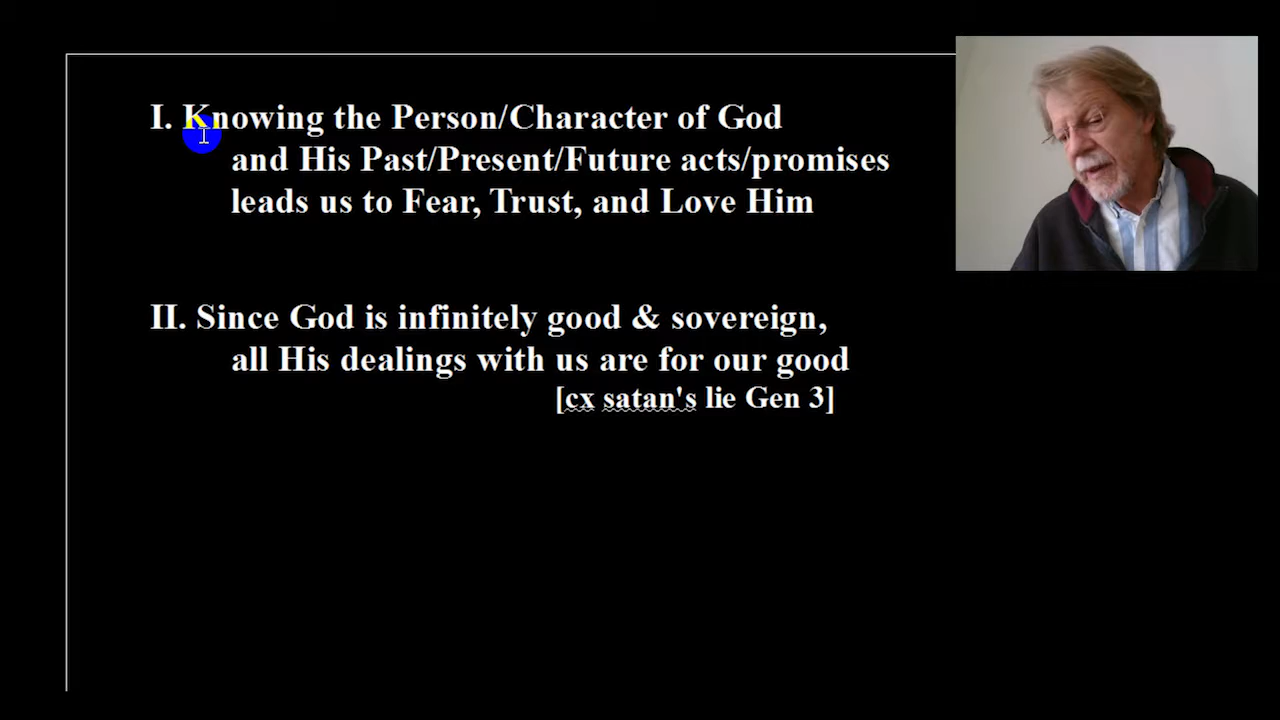 I. Knowing the Person/Character of God
and His Past/Present/Future acts/promises
leads us to Fear, Trust, and Love Him
II. Since God is infinitely good & sovereign,
all His dealings with us are for our good
[cx satan's lie Gen 3]